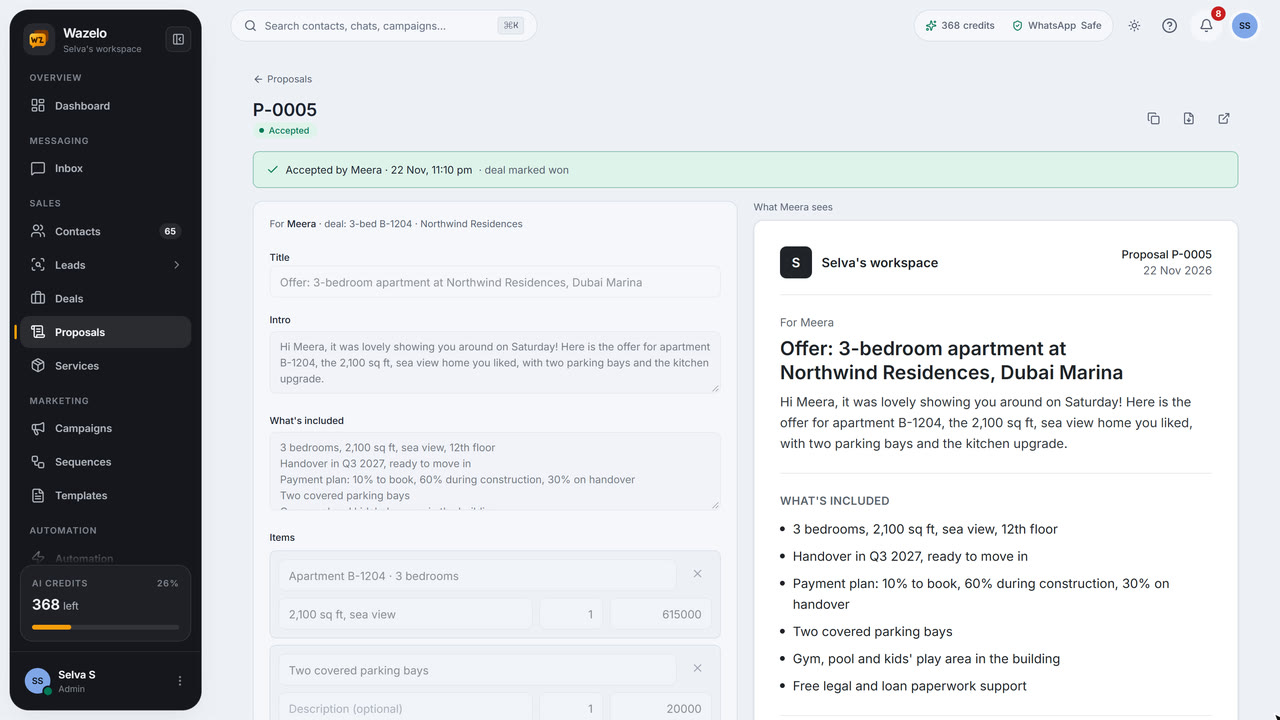 WZ
Wazelo
Selva's workspace
OVERVIEW
Dashboard
MESSAGING
Inbox
SALES
Contacts 65
Leads
Deals
Proposals
Services
MARKETING
Campaigns
Sequences
Templates
AUTOMATION
Automation
AI CREDITS 26%
368 left
SS
Selva S
Admin
Search contacts, chats, campaigns... ⌘K
368 credits WhatsApp Safe 8 SS
← Proposals
P-0005
Accepted
Accepted by Meera · 22 Nov, 11:10 pm · deal marked won
For Meera · deal: 3-bed B-1204 · Northwind Residences
Title
Offer: 3-bedroom apartment at Northwind Residences, Dubai Marina
Intro
Hi Meera, it was lovely showing you around on Saturday! Here is the offer for apartment
B-1204, the 2,100 sq ft, sea view home you liked, with two parking bays and the kitchen
upgrade.
What's included
3 bedrooms, 2,100 sq ft, sea view, 12th floor
Handover in Q3 2027, ready to move in
Payment plan: 10% to book, 60% during construction, 30% on handover
Two covered parking bays
Items
Apartment B-1204 · 3 bedrooms
2,100 sq ft, sea view 1 615000
Two covered parking bays
Description (optional) 1 20000
What Meera sees
S Selva's workspace
Proposal P-0005
22 Nov 2026
For Meera
Offer: 3-bedroom apartment at
Northwind Residences, Dubai Marina
Hi Meera, it was lovely showing you around on Saturday! Here is the
offer for apartment B-1204, the 2,100 sq ft, sea view home you liked,
with two parking bays and the kitchen upgrade.
WHAT'S INCLUDED
• 3 bedrooms, 2,100 sq ft, sea view, 12th floor
• Handover in Q3 2027, ready to move in
• Payment plan: 10% to book, 60% during construction, 30% on
handover
• Two covered parking bays
• Gym, pool and kids' play area in the building
• Free legal and loan paperwork support